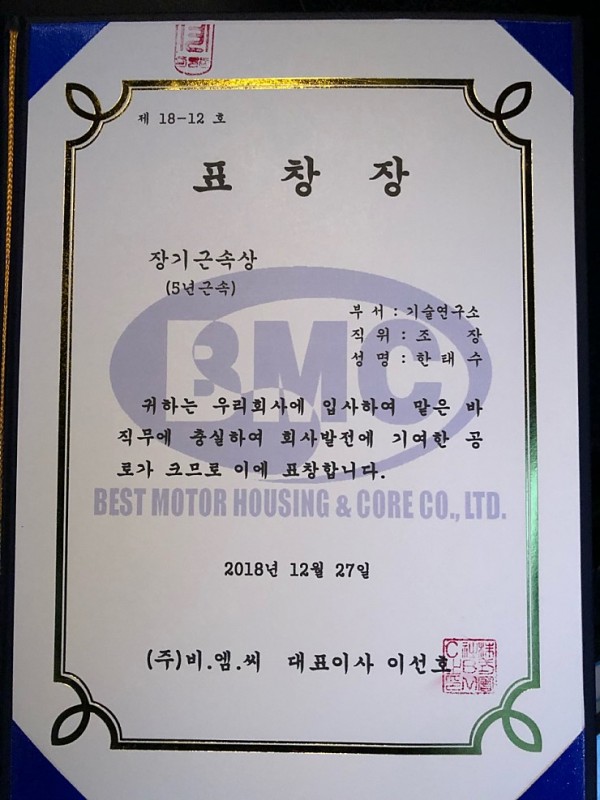 제 18-12 호
표 창 장
장기근속상
(5년근속)
부 서 : 기술연구소
직 위 : 조 장
성 명 : 한 태 수
BMC
귀하는 우리회사에 입사하여 맡은 바
직무에 충실하여 회사발전에 기여한 공
로가 크므로 이에 표창합니다.
BEST MOTOR HOUSING & CORE CO., LTD.
2018년 12월 27일
(주)비.엠.씨 대표이사 이선호